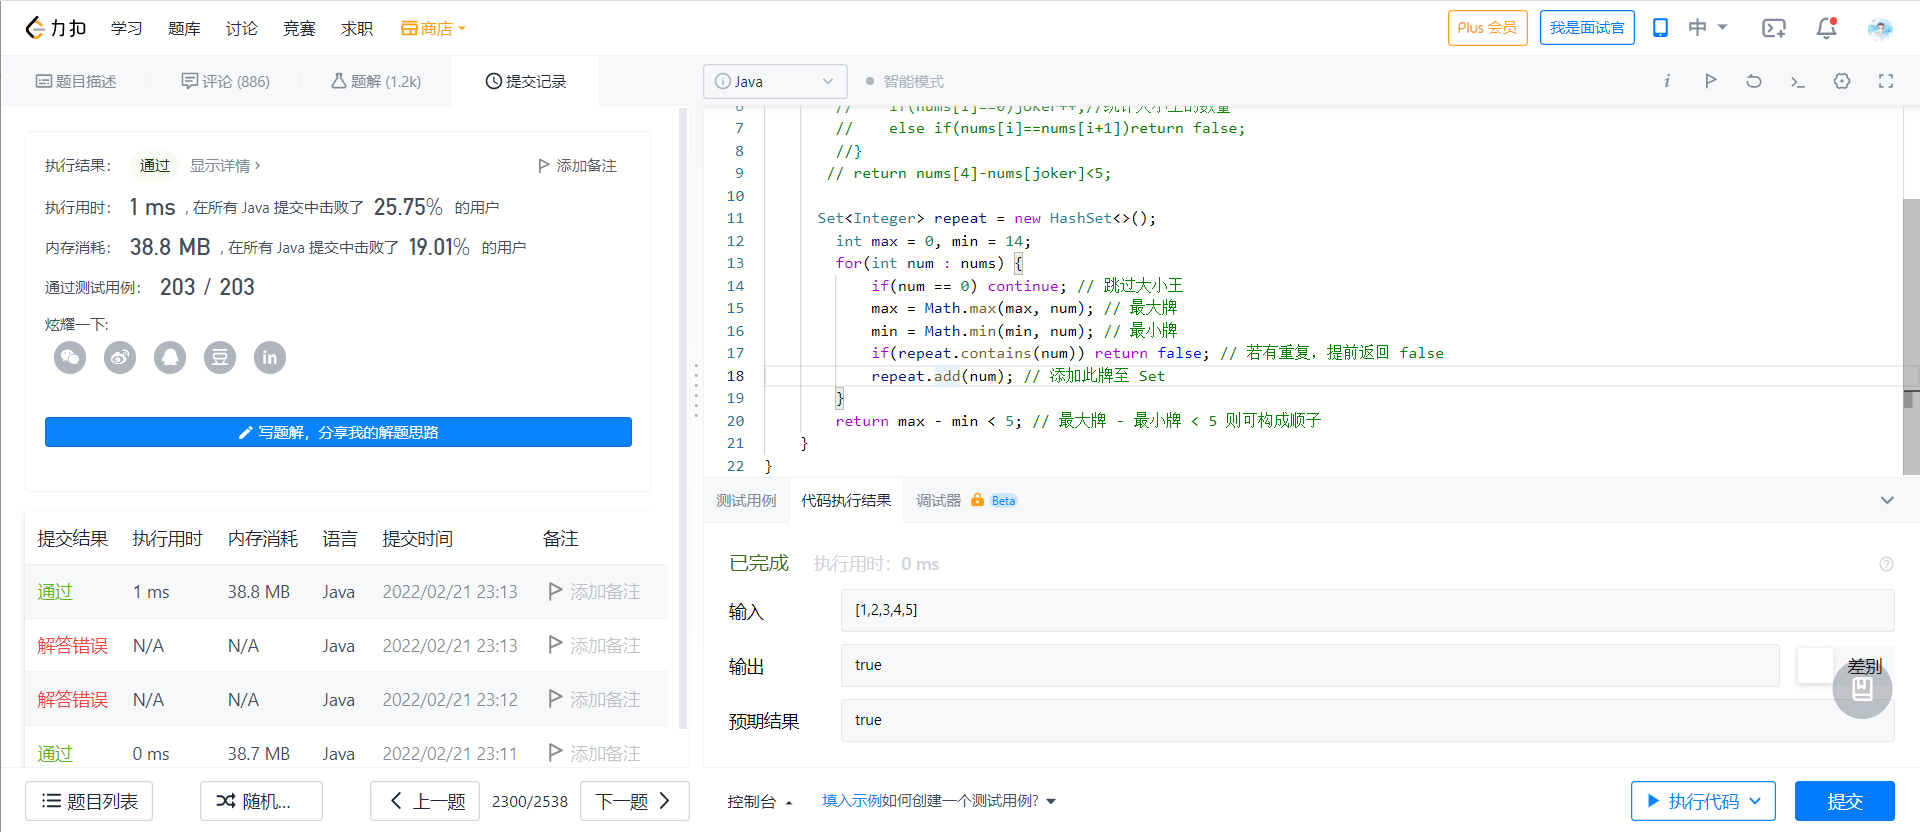 力扣 学习 题库 讨论 竞赛 求职 商店 Plus 会员 我是面试官 中
题目描述 评论 (886) 题解 (1.2k) 提交记录
Java 智能模式
执行结果： 通过 显示详情 › 添加备注
执行用时： 1 ms , 在所有 Java 提交中击败了 25.75% 的用户
内存消耗： 38.8 MB , 在所有 Java 提交中击败了 19.01% 的用户
通过测试用例： 203 / 203
炫耀一下:
豆 in
写题解，分享我的解题思路
提交结果 执行用时 内存消耗 语言 提交时间 备注
通过 1 ms 38.8 MB Java 2022/02/21 23:13 添加备注
解答错误 N/A N/A Java 2022/02/21 23:13 添加备注
解答错误 N/A N/A Java 2022/02/21 23:12 添加备注
通过 0 ms 38.7 MB Java 2022/02/21 23:11 添加备注
题目列表 随机... 上一题 2300/2538 下一题
6 // if(nums[i]==0)joker++;//统计大小王的数量
7 // else if(nums[i]==nums[i+1])return false;
8 //}
9 // return nums[4]-nums[joker]<5;
10
11 Set<Integer> repeat = new HashSet<>();
12 int max = 0, min = 14;
13 for(int num : nums) {
14 if(num == 0) continue; // 跳过大小王
15 max = Math.max(max, num); // 最大牌
16 min = Math.min(min, num); // 最小牌
17 if(repeat.contains(num)) return false; // 若有重复，提前返回 false
18 repeat.add(num); // 添加此牌至 Set
19 }
20 return max - min < 5; // 最大牌 - 最小牌 < 5 则可构成顺子
21 }
22 }
测试用例 代码执行结果 调试器 Beta
已完成 执行用时：0 ms
输入 [1,2,3,4,5]
输出 true 差别
预期结果 true
控制台 填入示例 如何创建一个测试用例? 执行代码 提交